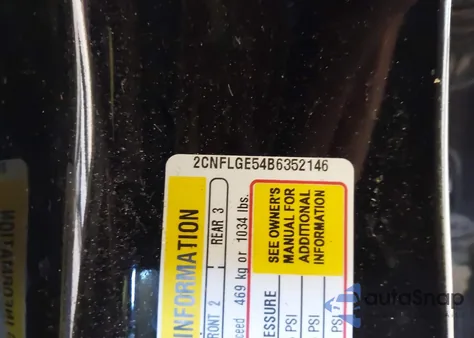 2CNFLGE54B6352146
INFORMATION
FRONT 2
REAR 3
469 kg or 1034 lbs.
SEE OWNER'S
MANUAL FOR
ADDITIONAL
INFORMATION
PSI
PSI
PSI,
AutoSnap